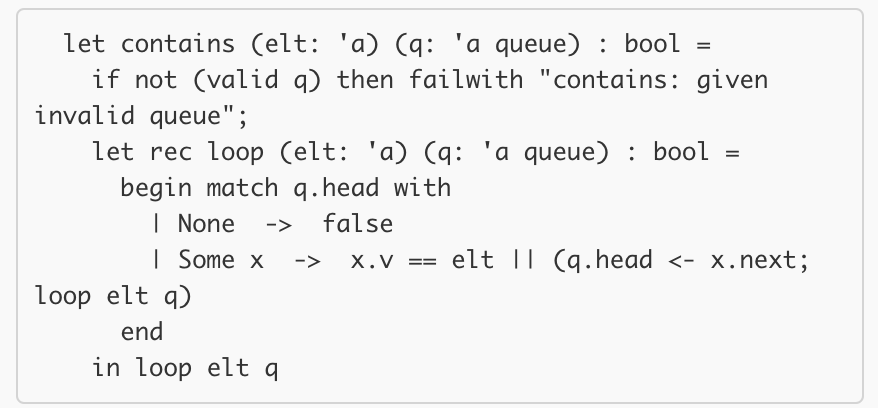 let contains (elt: 'a) (q: 'a queue) : bool =
if not (valid q) then failwith "contains: given
invalid queue";
let rec loop (elt: 'a) (q: 'a queue) : bool =
begin match q.head with
| None  ->  false
| Some x  ->  x.v == elt || (q.head <- x.next;
loop elt q)
end
in loop elt q